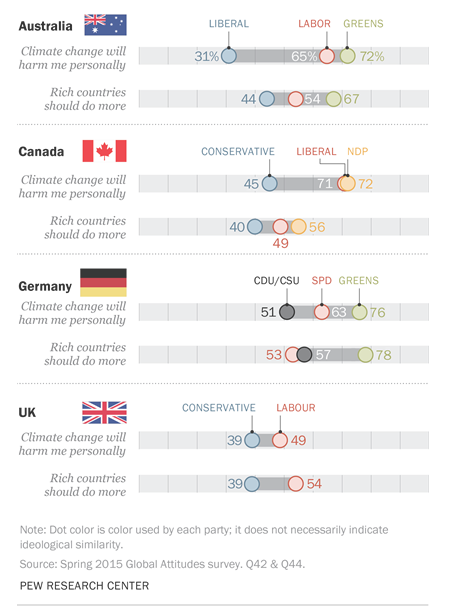 Australia
LIBERAL LABOR GREENS
Climate change will
harm me personally
31% 65% 72%
Rich countries
should do more
44 54 67
Canada
CONSERVATIVE LIBERAL NDP
Climate change will
harm me personally
45 71 72
Rich countries
should do more
40 49 56
Germany
CDU/CSU SPD GREENS
Climate change will
harm me personally
51 63 76
Rich countries
should do more
53 57 78
UK
CONSERVATIVE LABOUR
Climate change will
harm me personally
39 49
Rich countries
should do more
39 54
Note: Dot color is color used by each party; it does not necessarily indicate
ideological similarity.
Source: Spring 2015 Global Attitudes survey. Q42 & Q44.
PEW RESEARCH CENTER